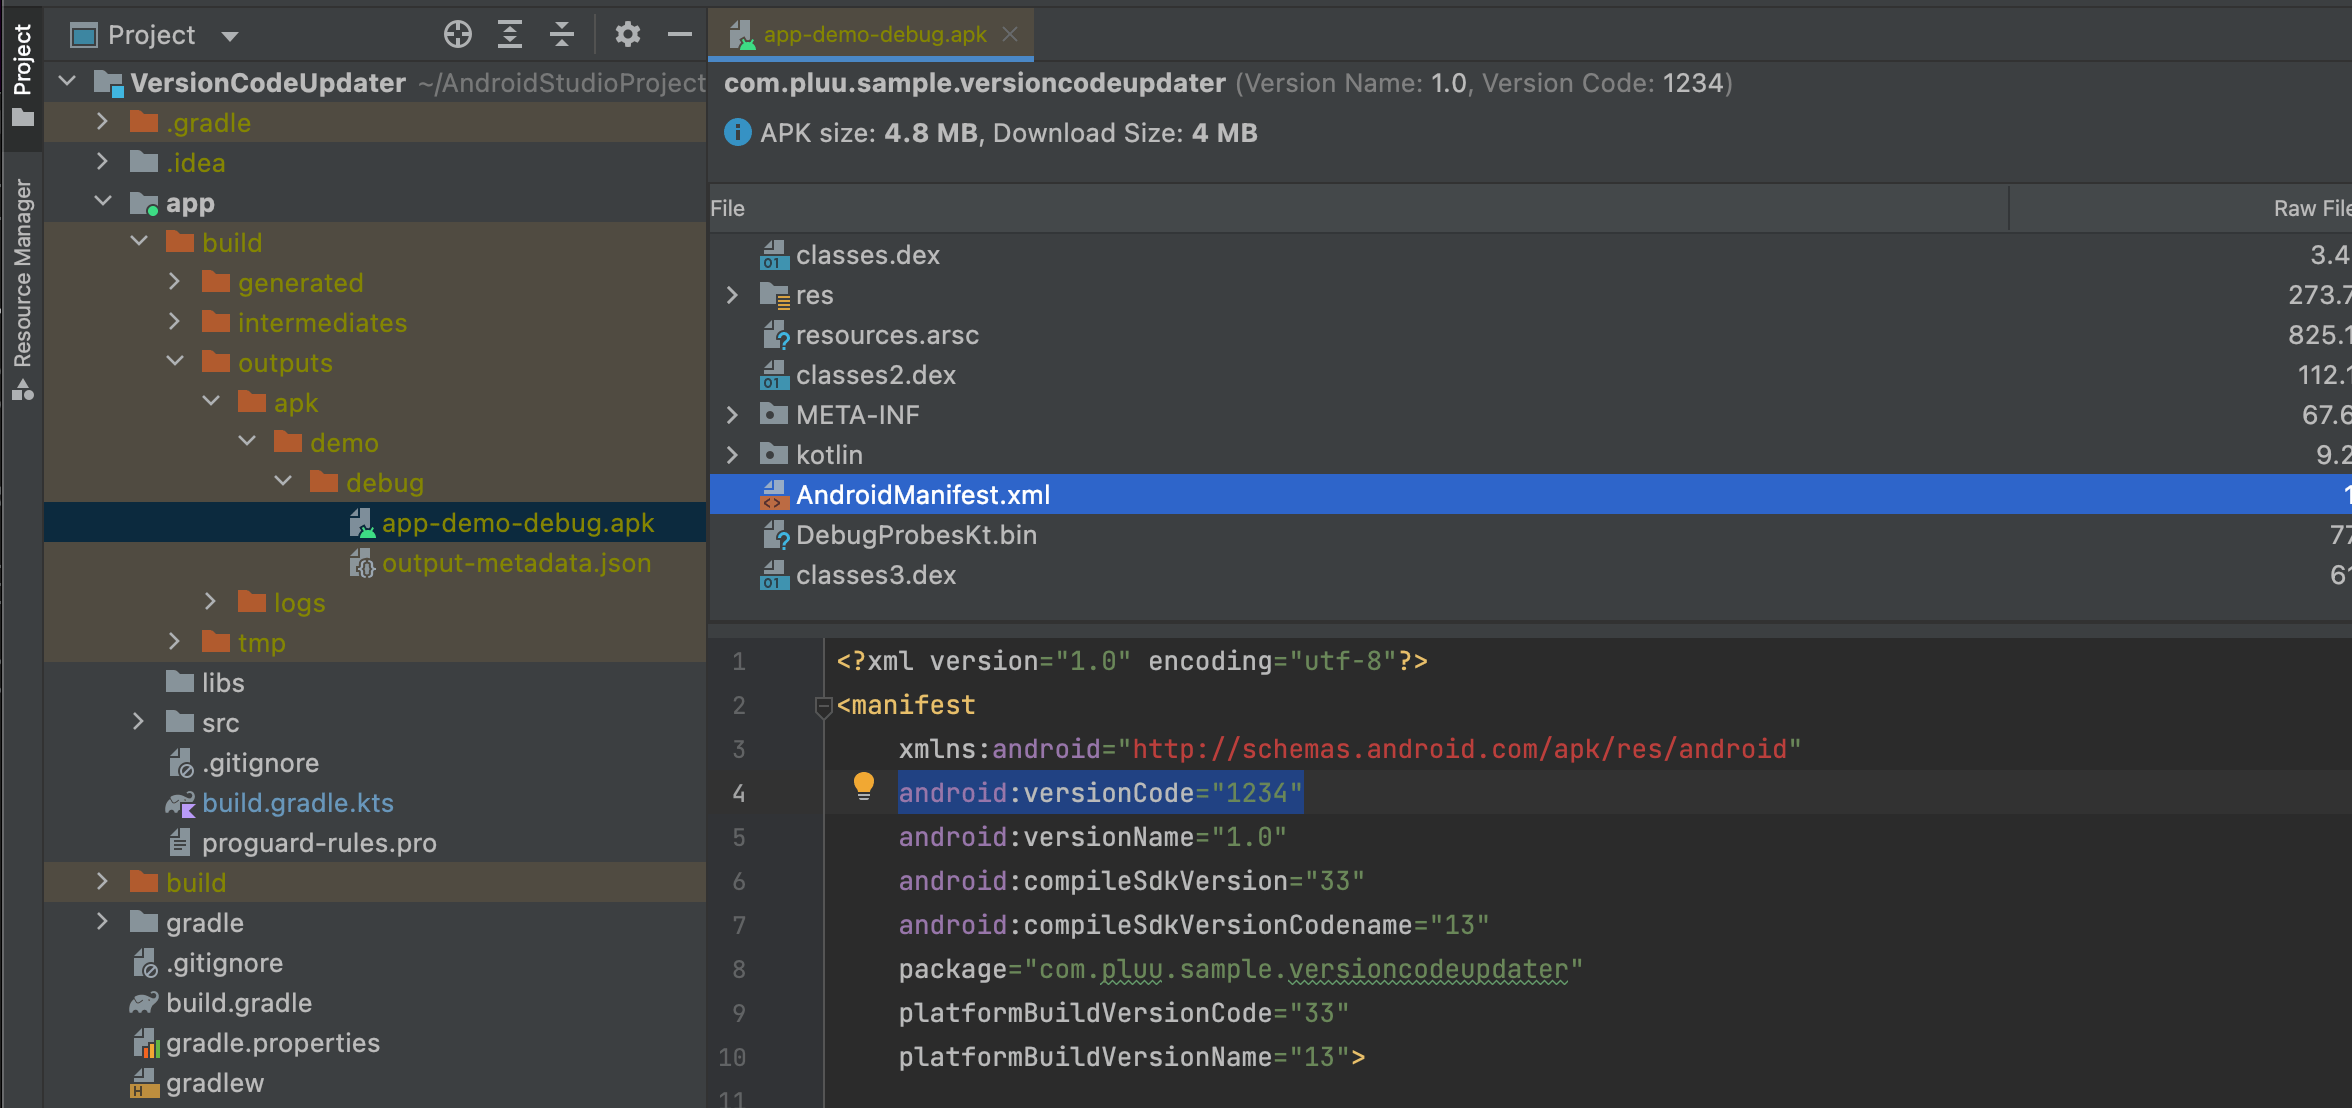 Project
Resource Manager
Project
VersionCodeUpdater ~/AndroidStudioProject
.gradle
.idea
app
build
generated
intermediates
outputs
apk
demo
debug
app-demo-debug.apk
output-metadata.json
logs
tmp
libs
src
.gitignore
build.gradle.kts
proguard-rules.pro
build
gradle
.gitignore
build.gradle
gradle.properties
gradlew
app-demo-debug.apk
com.pluu.sample.versioncodeupdater (Version Name: 1.0, Version Code: 1234)
APK size: 4.8 MB, Download Size: 4 MB
File Raw File
classes.dex 3.4
res 273.7
resources.arsc 825.1
classes2.dex 112.1
META-INF 67.6
kotlin 9.2
AndroidManifest.xml 1
DebugProbesKt.bin 77
classes3.dex 61
1 <?xml version="1.0" encoding="utf-8"?>
2 <manifest
3 xmlns:android="http://schemas.android.com/apk/res/android"
4 android:versionCode="1234"
5 android:versionName="1.0"
6 android:compileSdkVersion="33"
7 android:compileSdkVersionCodename="13"
8 package="com.pluu.sample.versioncodeupdater"
9 platformBuildVersionCode="33"
10 platformBuildVersionName="13">
11